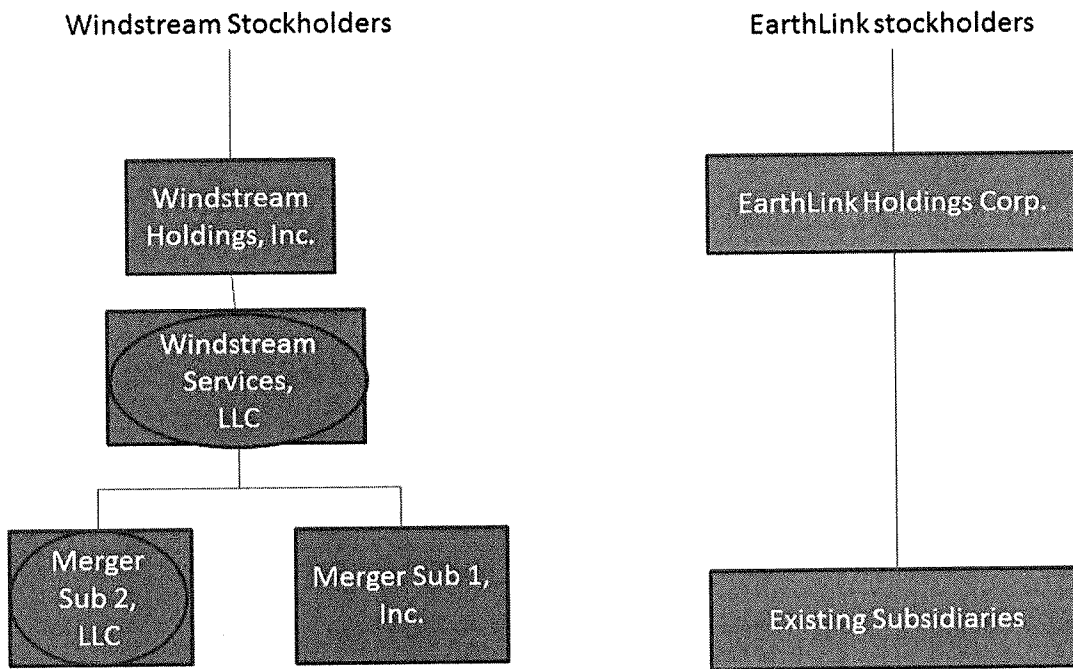 Windstream Stockholders
EarthLink stockholders
Windstream
Holdings, Inc.
EarthLink Holdings Corp.
Windstream
Services,
LLC
Merger
Sub 2,
LLC
Merger Sub 1,
Inc.
Existing Subsidiaries